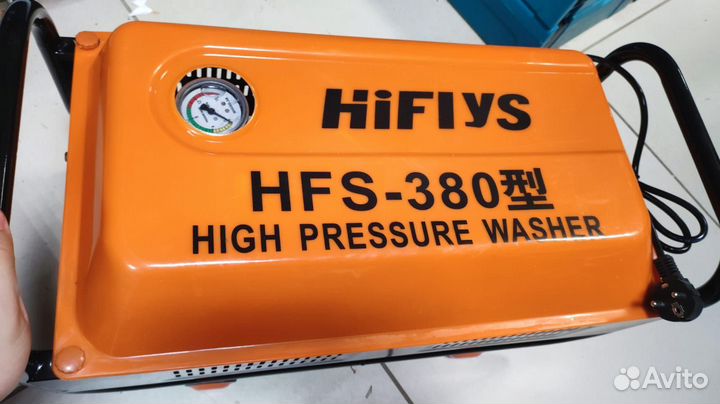 HiFlyS
HFS-380型
HIGH PRESSURE WASHER
Avito